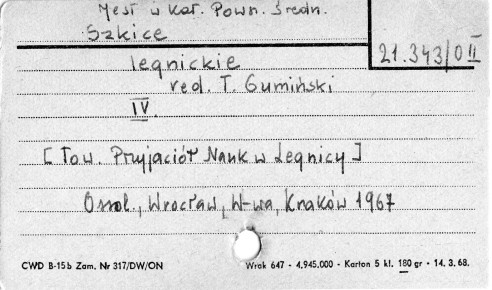 Jest w Kat. Pown. Średn.
Szkice
21.343/O II
legnickie
red. T. Gumiński
IV.
[Tow. Przyjaciół Nauk w Legnicy]
Ossol., Wrocław, W-wa, Kraków 1967
CWD B-15b Zam. Nr 317/DW/ON
Wrok 647 - 4.945.000 - Karton 5 kl. 180 gr - 14.3.68.